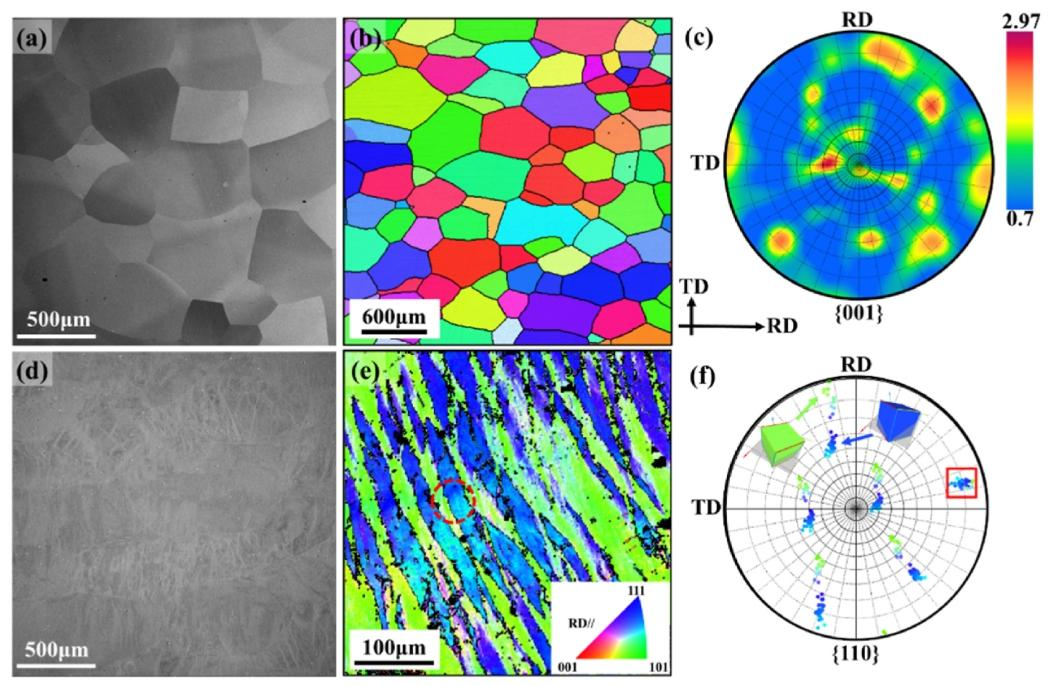 (a)
500μm
(b)
600μm
(c)
RD
TD
2.97
0.7
{001}
TD
RD
(d)
500μm
(e)
100μm
RD//
111
001
101
(f)
RD
TD
{110}